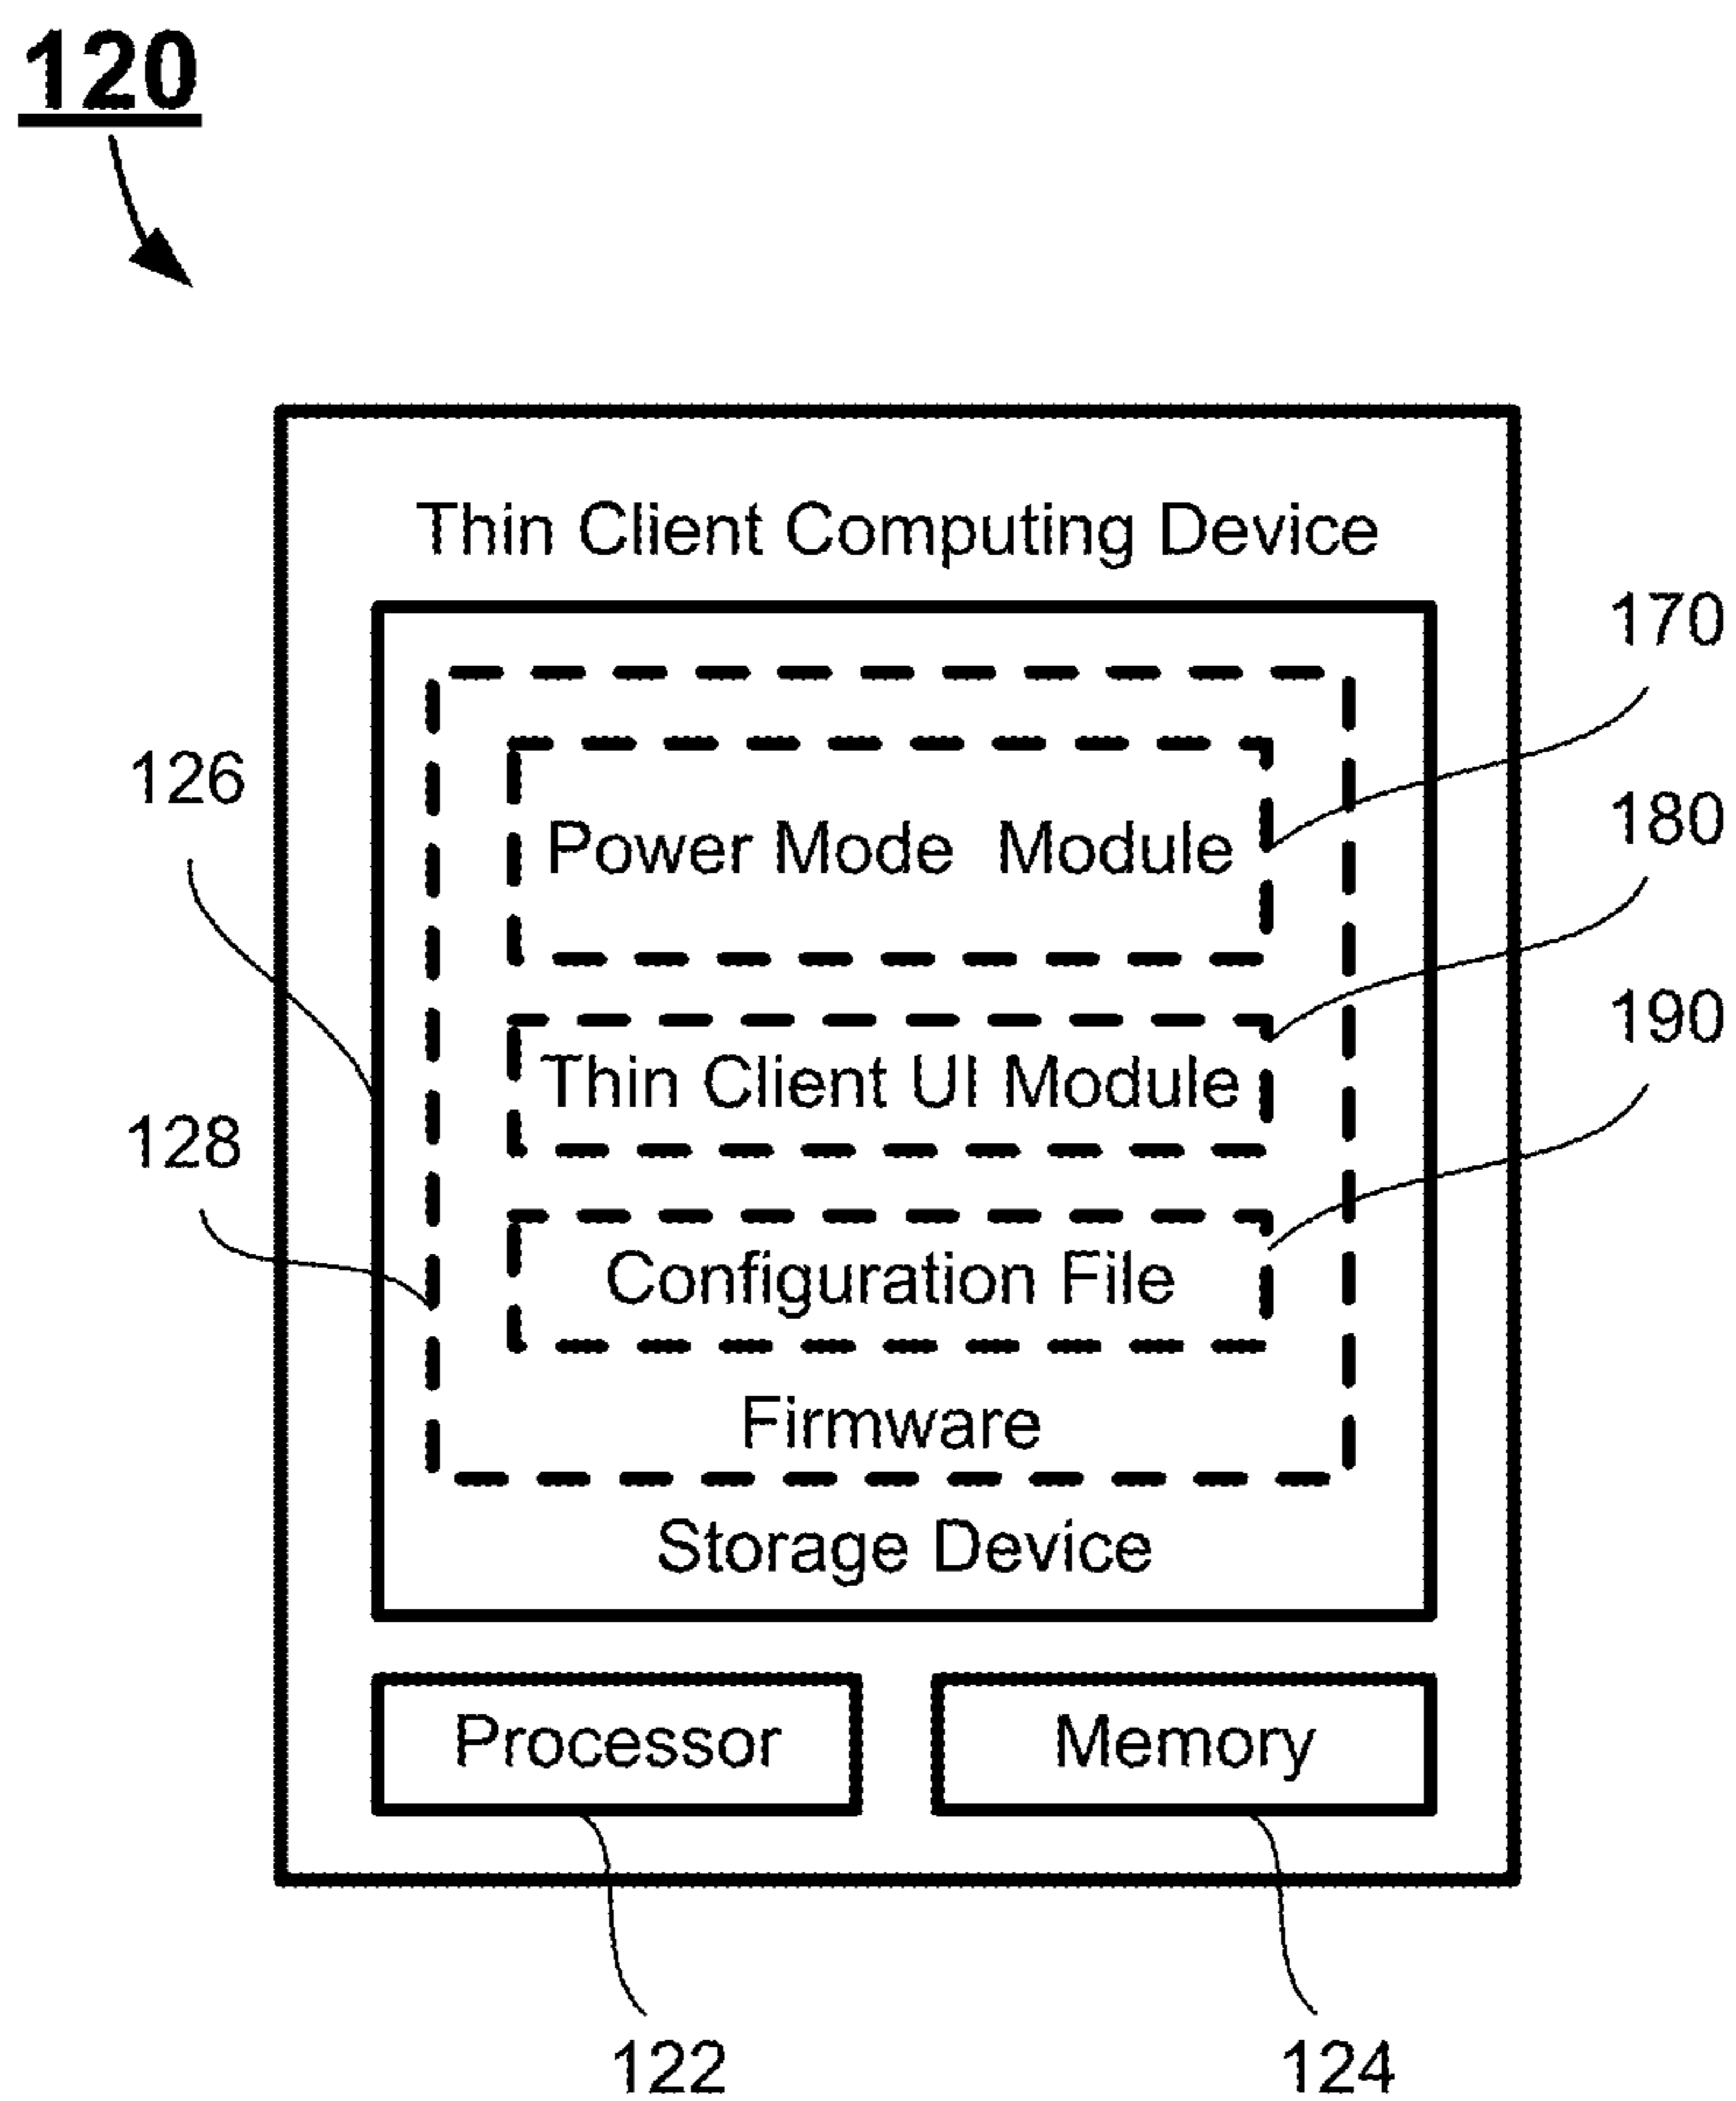 120
Thin Client Computing Device
170
126
180
Power Mode  Module
190
Thin Client UI Module
128
Configuration File
Firmware
Storage Device
Processor
Memory
122
124